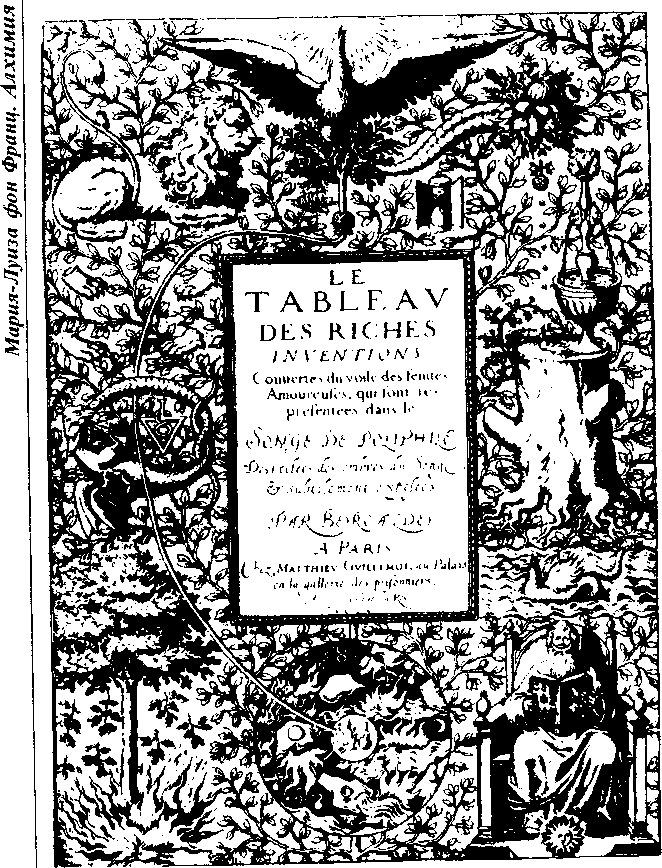 Мария-Луиза фон Франц. Алхимия
LE
TABLEAV
DES RICHES
INVENTIONS
Couuertes du voile des feintes
Amoureuses, qui sont re-
presentees dans le
SONGE DE POLIPHILE
Desvoilees des ombres du Songe
& subtilement exposees
PAR BEROALDE
A PARIS
Chez MATTHIEV GVILLEMOT, au Palais
en la gallerie des prisonniers.